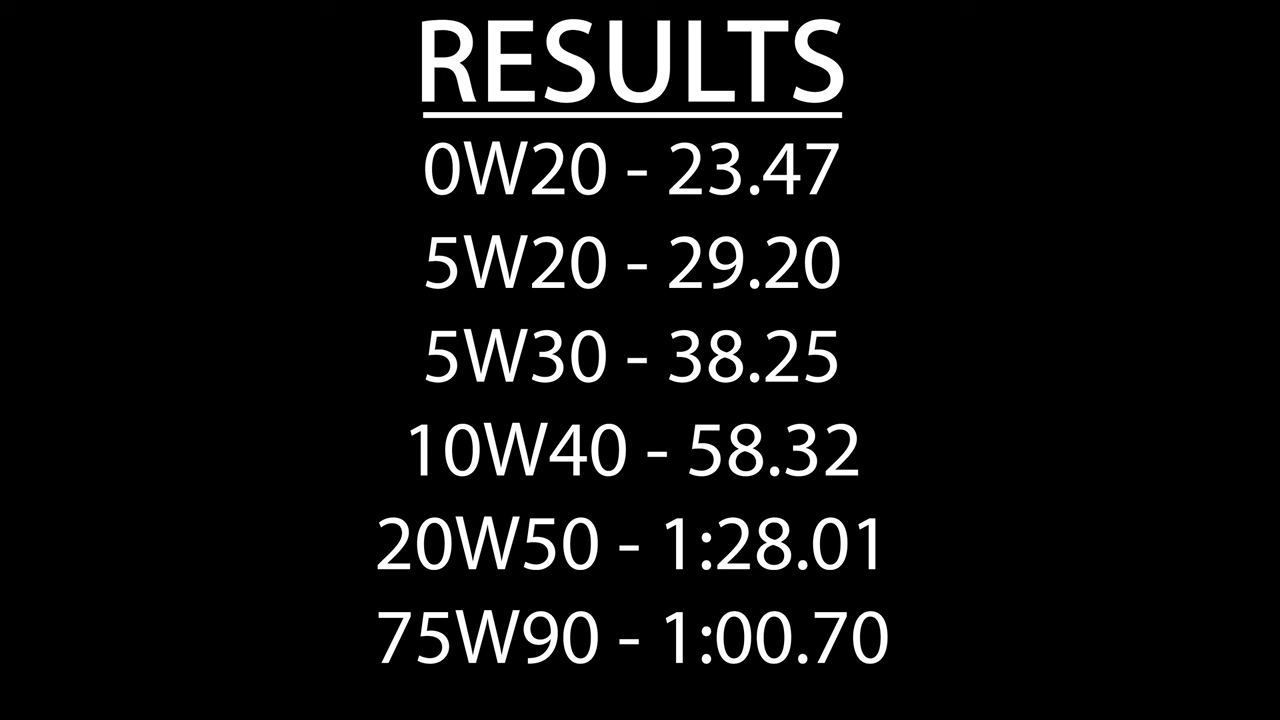 RESULTS
0W20 - 23.47
5W20 - 29.20
5W30 - 38.25
10W40 - 58.32
20W50 - 1:28.01
75W90 - 1:00.70